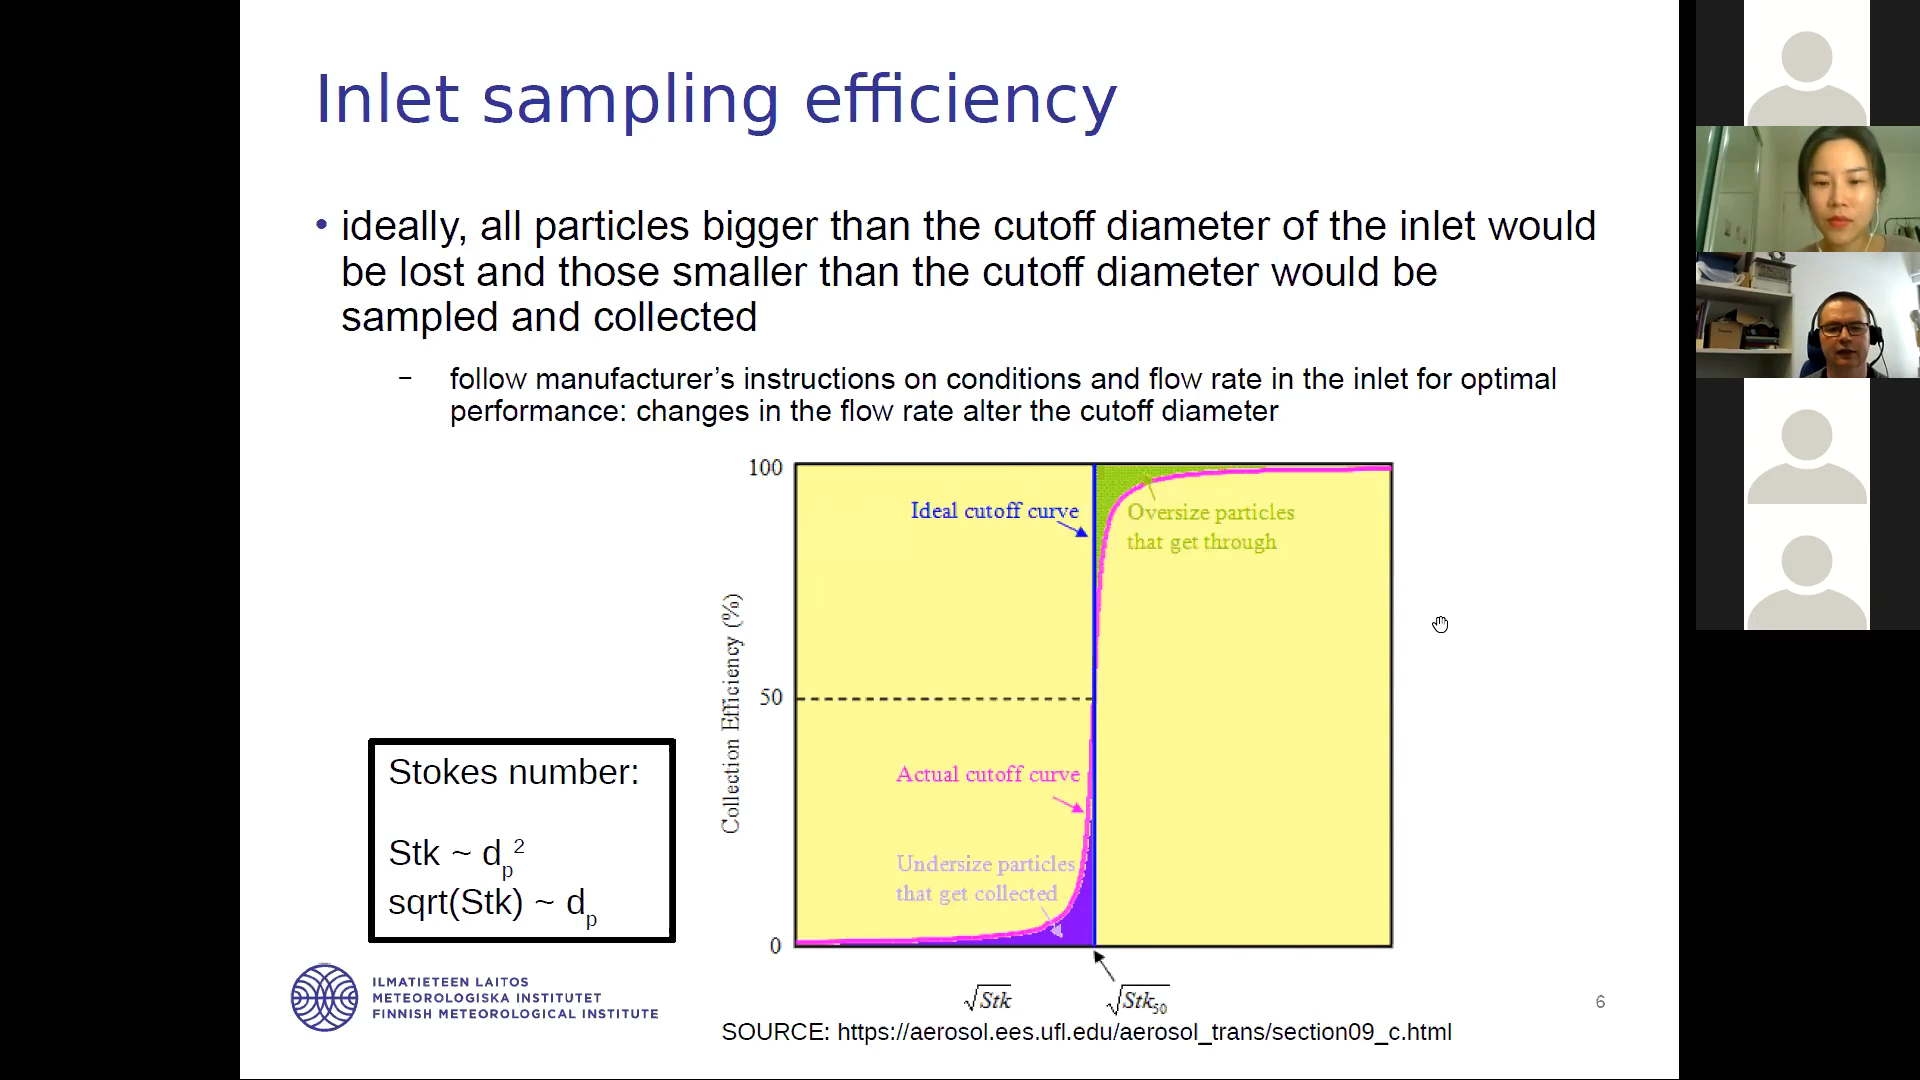 Inlet sampling efficiency
• ideally, all particles bigger than the cutoff diameter of the inlet would
be lost and those smaller than the cutoff diameter would be
sampled and collected
– follow manufacturer's instructions on conditions and flow rate in the inlet for optimal
performance: changes in the flow rate alter the cutoff diameter
100
Ideal cutoff curve
Oversize particles
that get through
Collection Efficiency (%)
50
Actual cutoff curve
Undersize particles
that get collected
0
√Stk
√Stk₅₀
Stokes number:
Stk ~ dₚ²
sqrt(Stk) ~ dₚ
ILMATIETEEN LAITOS
METEOROLOGISKA INSTITUTET
FINNISH METEOROLOGICAL INSTITUTE
6
SOURCE: https://aerosol.ees.ufl.edu/aerosol_trans/section09_c.html